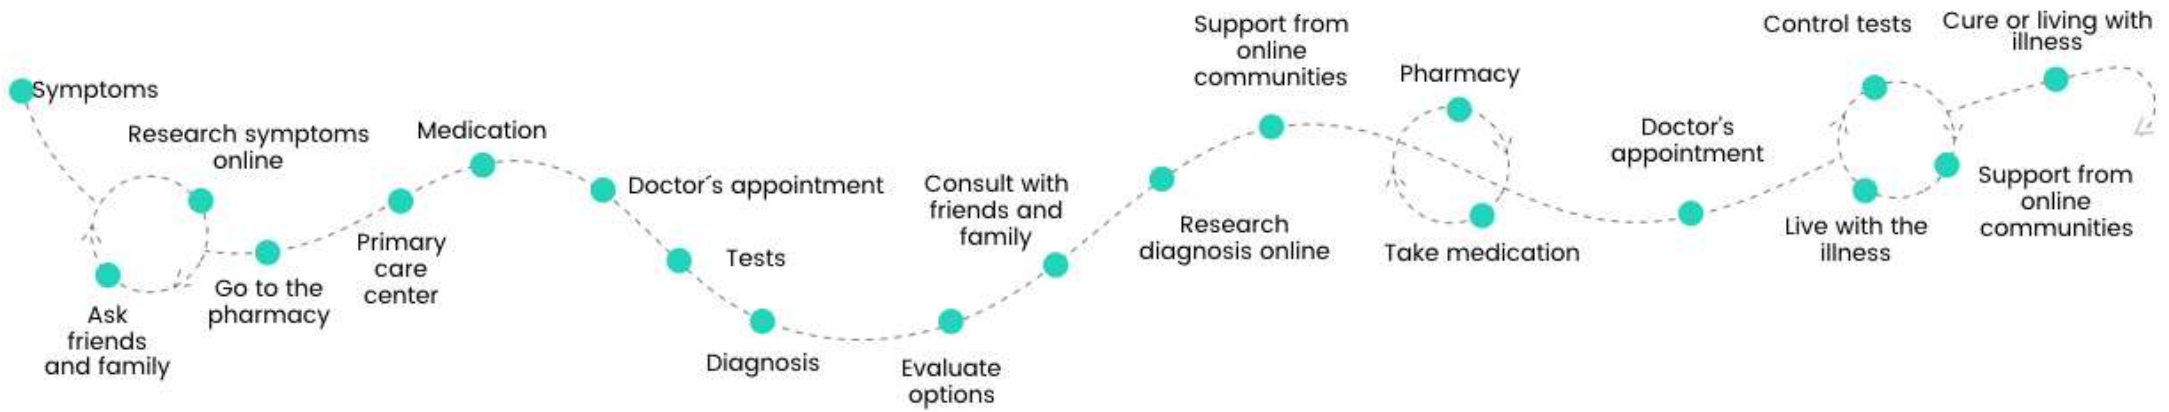 Symptoms
Research symptoms
online
Ask
friends
and family
Go to the
pharmacy
Primary
care
center
Medication
Doctor´s appointment
Tests
Diagnosis
Evaluate
options
Consult with
friends and
family
Research
diagnosis online
Support from
online
communities
Pharmacy
Take medication
Doctor's
appointment
Control tests
Live with the
illness
Support from
online
communities
Cure or living with
illness